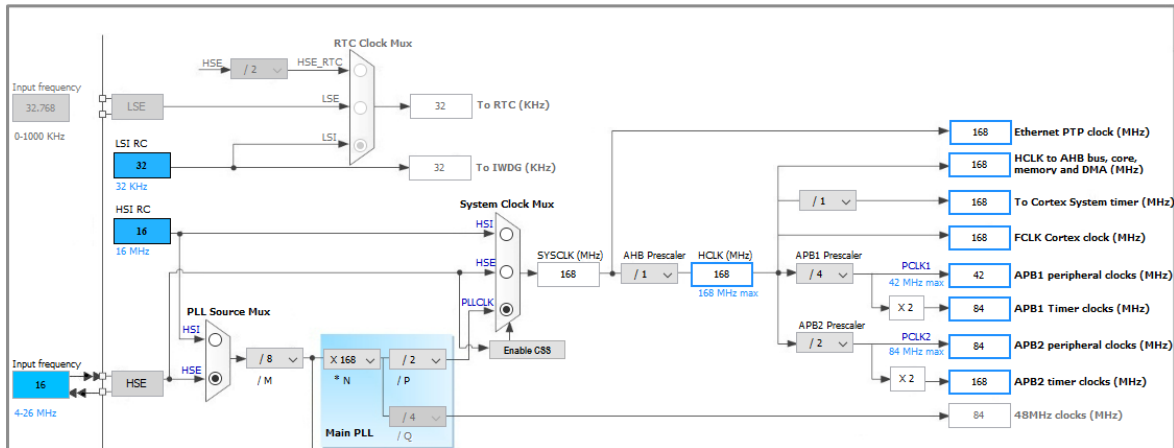 RTC Clock Mux
HSE
/ 2
HSE_RTC
Input frequency
32.768
0-1000 KHz
LSE
LSE
32
To RTC (KHz)
LSI RC
32
32 KHz
LSI
32
To IWDG (KHz)
HSI RC
16
16 MHz
System Clock Mux
HSI
HSE
PLLCLK
SYSCLK (MHz)
168
AHB Prescaler
/ 1
HCLK (MHz)
168
168 MHz max
168
Ethernet PTP clock (MHz)
168
HCLK to AHB bus, core,
memory and DMA (MHz)
/ 1
168
To Cortex System timer (MHz)
168
FCLK Cortex clock (MHz)
APB1 Prescaler
/ 4
PCLK1
42 MHz max
42
APB1 peripheral clocks (MHz)
X 2
84
APB1 Timer clocks (MHz)
APB2 Prescaler
/ 2
PCLK2
84 MHz max
84
APB2 peripheral clocks (MHz)
X 2
168
APB2 timer clocks (MHz)
PLL Source Mux
HSI
HSE
Input frequency
16
4-26 MHz
HSE
/ 8
/ M
X 168
* N
/ 2
/ P
Enable CSS
/ 4
/ Q
Main PLL
84
48MHz clocks (MHz)